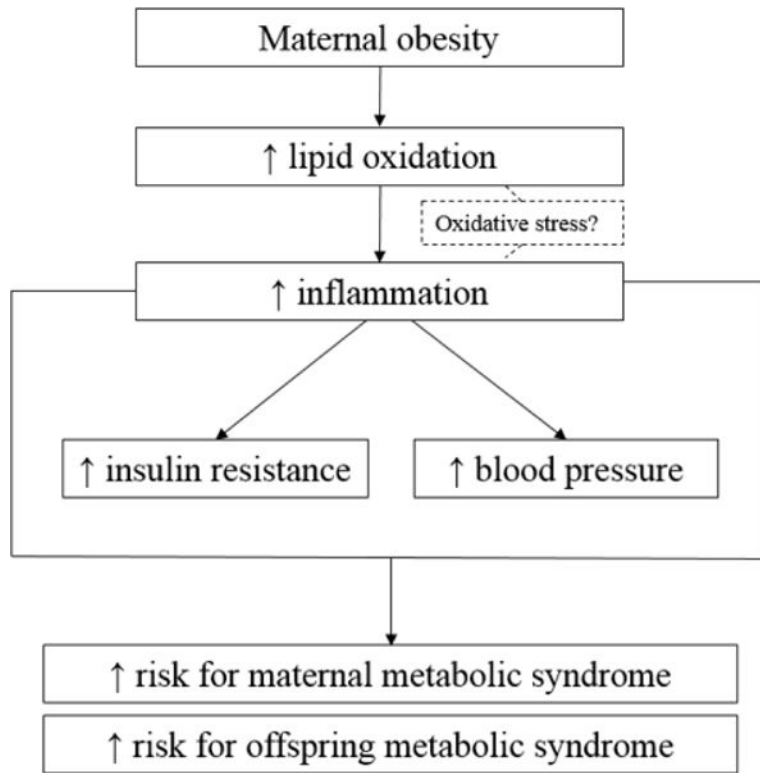 Maternal obesity
↑ lipid oxidation
Oxidative stress?
↑ inflammation
↑ insulin resistance
↑ blood pressure
↑ risk for maternal metabolic syndrome
↑ risk for offspring metabolic syndrome